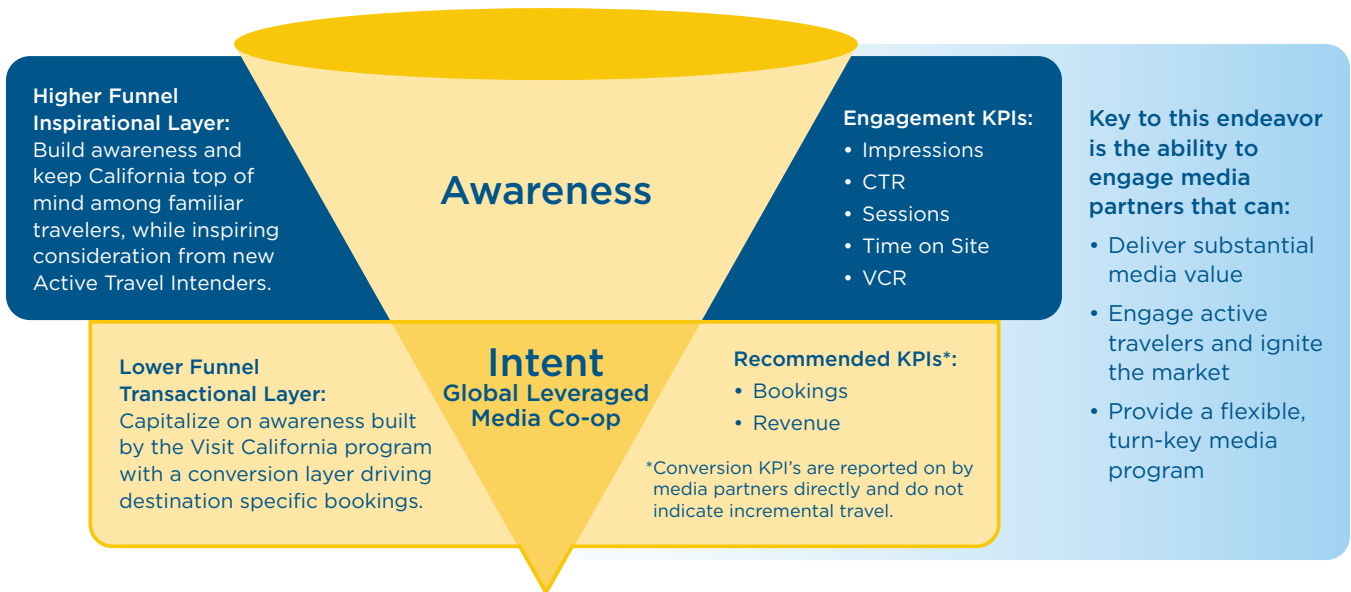 Higher Funnel
Inspirational Layer:
Build awareness and
keep California top of
mind among familiar
travelers, while inspiring
consideration from new
Active Travel Intenders.
Awareness
Engagement KPIs:
• Impressions
• CTR
• Sessions
• Time on Site
• VCR
Lower Funnel
Transactional Layer:
Capitalize on awareness built
by the Visit California program
with a conversion layer driving
destination specific bookings.
Intent
Global Leveraged
Media Co-op
Recommended KPIs*:
• Bookings
• Revenue
*Conversion KPI's are reported on by
media partners directly and do not
indicate incremental travel.
Key to this endeavor
is the ability to
engage media
partners that can:
• Deliver substantial
media value
• Engage active
travelers and ignite
the market
• Provide a flexible,
turn-key media
program